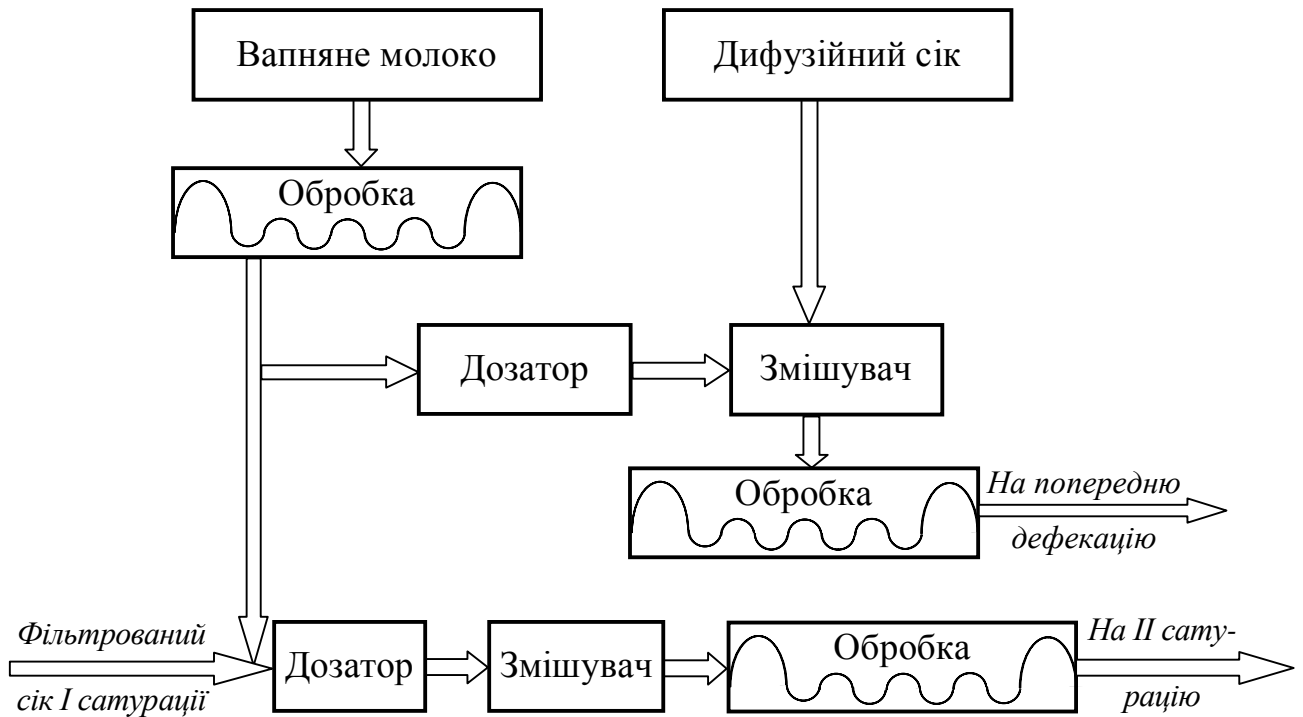 Вапняне молоко
Дифузійний сік
Обробка
Дозатор
Змішувач
Обробка
На попередню
дефекацію
Фільтрований
сік I сатурації
Дозатор
Змішувач
Обробка
На II сату-
рацію